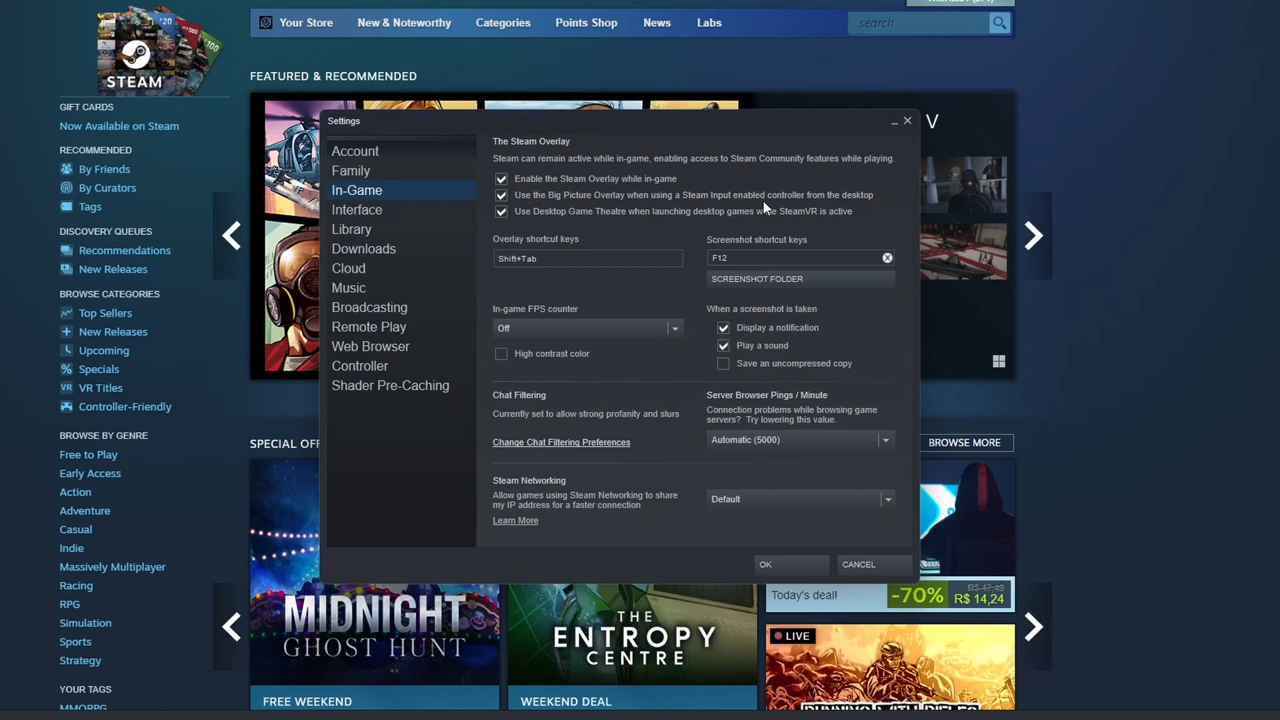 Your Store
New & Noteworthy
Categories
Points Shop
News
Labs
search
$20
$100
STEAM
FEATURED & RECOMMENDED
GIFT CARDS
Now Available on Steam
RECOMMENDED
By Friends
By Curators
Tags
DISCOVERY QUEUES
Recommendations
New Releases
BROWSE CATEGORIES
Top Sellers
New Releases
Upcoming
Specials
VR Titles
Controller-Friendly
BROWSE BY GENRE
Free to Play
Early Access
Action
Adventure
Casual
Indie
Massively Multiplayer
Racing
RPG
Simulation
Sports
Strategy
YOUR TAGS
MMORPG
Settings
V
Account
Family
In-Game
Interface
Library
Downloads
Cloud
Music
Broadcasting
Remote Play
Web Browser
Controller
Shader Pre-Caching
The Steam Overlay
Steam can remain active while in-game, enabling access to Steam Community features while playing.
Enable the Steam Overlay while in-game
Use the Big Picture Overlay when using a Steam Input enabled controller from the desktop
Use Desktop Game Theatre when launching desktop games while SteamVR is active
Overlay shortcut keys
Shift+Tab
Screenshot shortcut keys
F12
SCREENSHOT FOLDER
In-game FPS counter
Off
High contrast color
When a screenshot is taken
Display a notification
Play a sound
Save an uncompressed copy
Chat Filtering
Currently set to allow strong profanity and slurs
Change Chat Filtering Preferences
Server Browser Pings / Minute
Connection problems while browsing game
servers? Try lowering this value.
Automatic (5000)
Steam Networking
Allow games using Steam Networking to share
my IP address for a faster connection
Learn More
Default
OK
CANCEL
SPECIAL OF
BROWSE MORE
MIDNIGHT
GHOST HUNT
FREE WEEKEND
THE
ENTROPY
CENTRE
WEEKEND DEAL
Today's deal!
-70%
R$ 47,49
R$ 14,24
LIVE
RUNNING WITH RIFLES